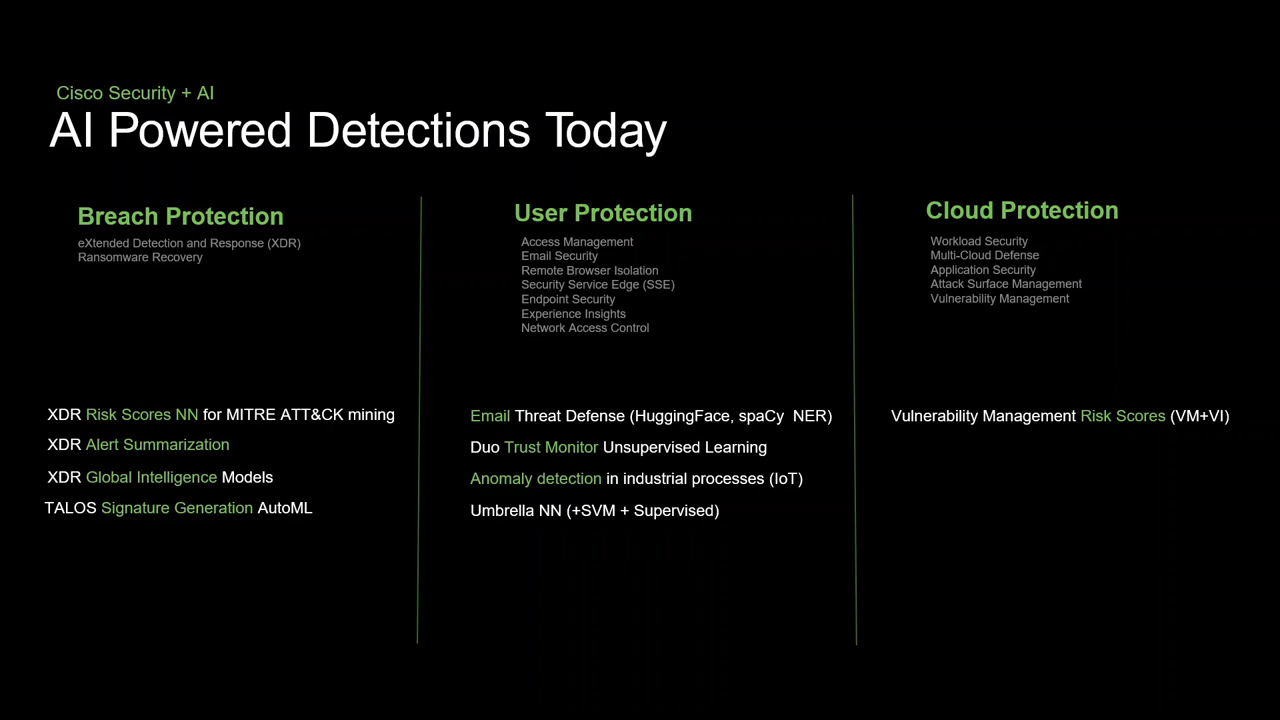 Cisco Security + AI
AI Powered Detections Today
Breach Protection
eXtended Detection and Response (XDR)
Ransomware Recovery
XDR Risk Scores NN for MITRE ATT&CK mining
XDR Alert Summarization
XDR Global Intelligence Models
TALOS Signature Generation AutoML
User Protection
Access Management
Email Security
Remote Browser Isolation
Security Service Edge (SSE)
Endpoint Security
Experience Insights
Network Access Control
Email Threat Defense (HuggingFace, spaCy NER)
Duo Trust Monitor Unsupervised Learning
Anomaly detection in industrial processes (IoT)
Umbrella NN (+SVM + Supervised)
Cloud Protection
Workload Security
Multi-Cloud Defense
Application Security
Attack Surface Management
Vulnerability Management
Vulnerability Management Risk Scores (VM+VI)